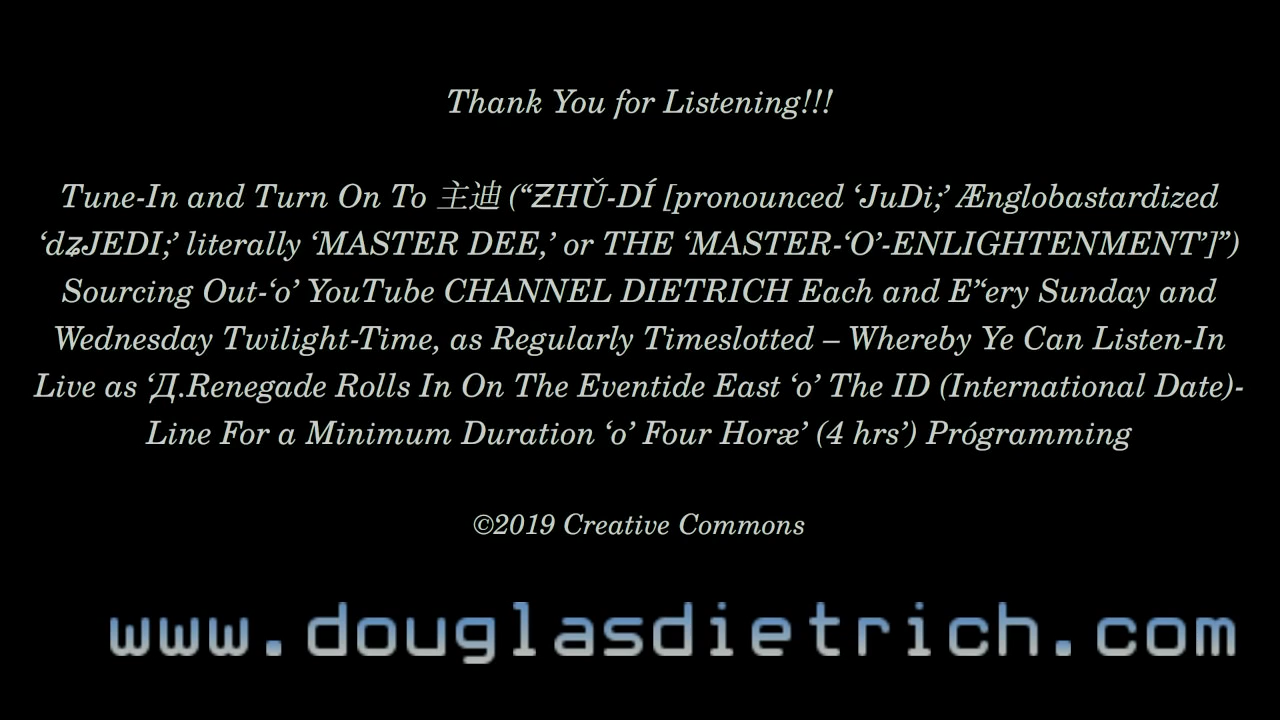 Thank You for Listening!!!
Tune-In and Turn On To 主迪 (“ƵHǓ-DÍ [pronounced ‘JuDi;’ Ænglobastardized
‘dʑJEDI;’ literally ‘MASTER DEE,’ or THE ‘MASTER-‘O’-ENLIGHTENMENT’]”)
Sourcing Out-‘o’ YouTube CHANNEL DIETRICH Each and E”ery Sunday and
Wednesday Twilight-Time, as Regularly Timeslotted – Whereby Ye Can Listen-In
Live as ‘Д.Renegade Rolls In On The Eventide East ‘o’ The ID (International Date)-
Line For a Minimum Duration ‘o’ Four Horæ’ (4 hrs’) Prógramming
©2019 Creative Commons
www.douglasdietrich.com